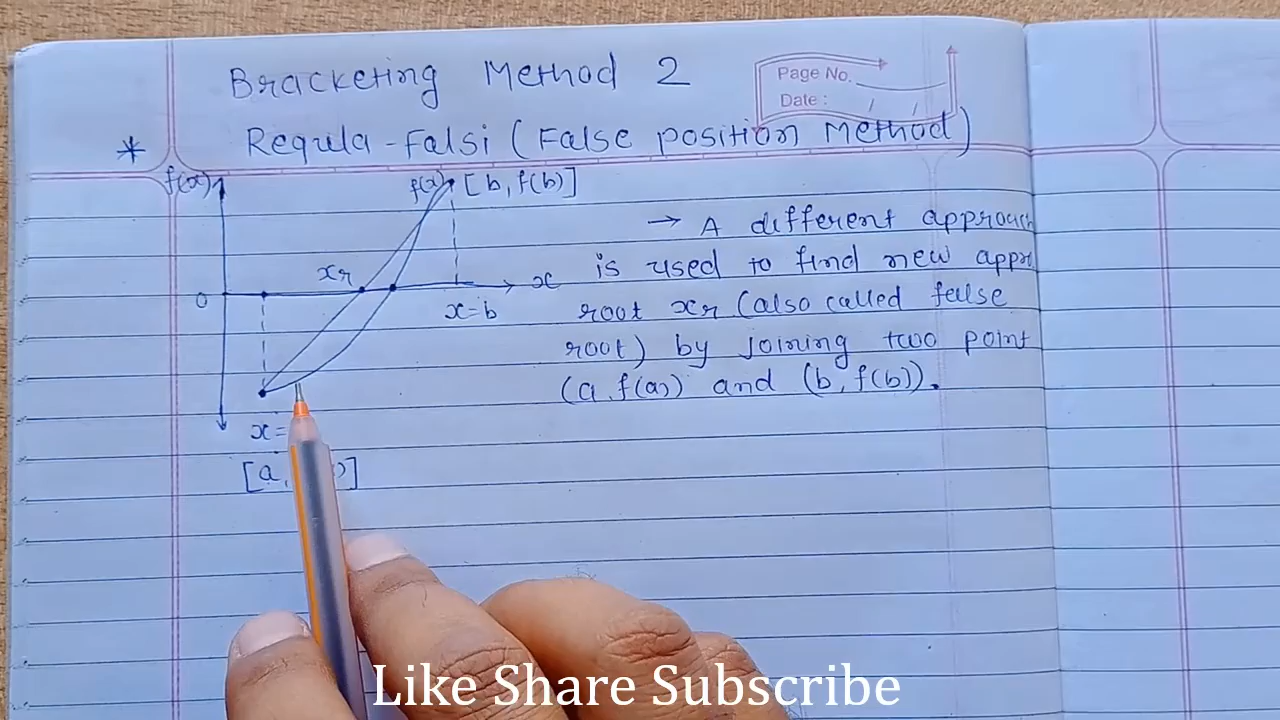 Bracketing Method 2
Page No.
Date : / /
* Regula-Falsi (False position Method)
f(x)
f(x) [b, f(b)]
→ A different approach
xr
x
is used to find new appr
0
x=b
root xr (also called false
root) by joining two point
(a, f(a)) and (b, f(b)).
x=
[a,
Like Share Subscribe